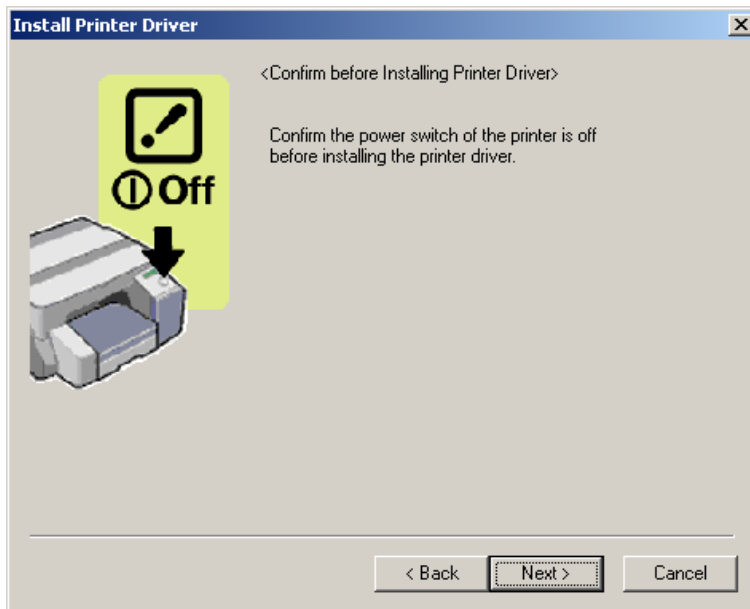 Install Printer Driver
<Confirm before Installing Printer Driver>
Confirm the power switch of the printer is off
before installing the printer driver.
Off
< Back
Next >
Cancel